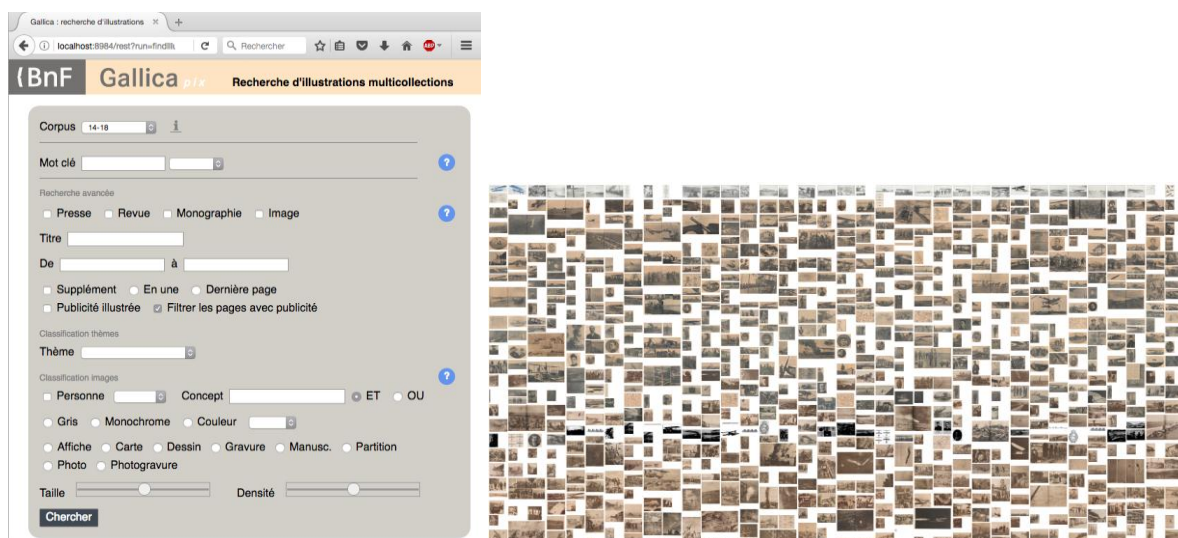 Gallica : recherche d'illustrations × +
localhost:8984/rest?run=findIllu Rechercher ABP
{BnF Gallica pix Recherche d'illustrations multicollections
Corpus 14-18 i
Mot clé ?
Recherche avancée
Presse Revue Monographie Image ?
Titre
De à
Supplément En une Dernière page
Publicité illustrée Filtrer les pages avec publicité
Classification thèmes
Thème
Classification images ?
Personne Concept ET OU
Gris Monochrome Couleur
Affiche Carte Dessin Gravure Manusc. Partition
Photo Photogravure
Taille Densité
Chercher